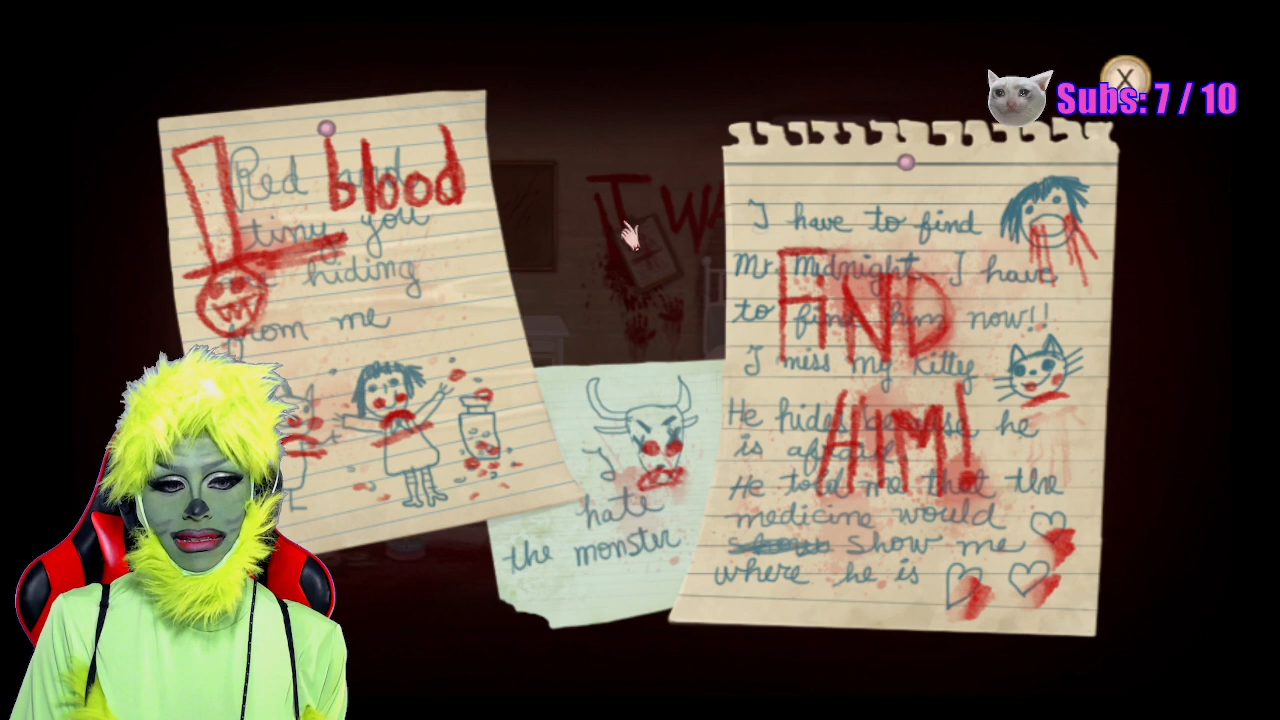 Subs: 7 / 10
X
Red and
blood
tiny you
hiding
from me
I WA
I
hate
the monster
I have to find
Mr. Midnight I have
to find him now!!
I miss my kitty
He hides because he
is afraid
He told me that the
medicine would
show me
where he is
FiND
HiM!